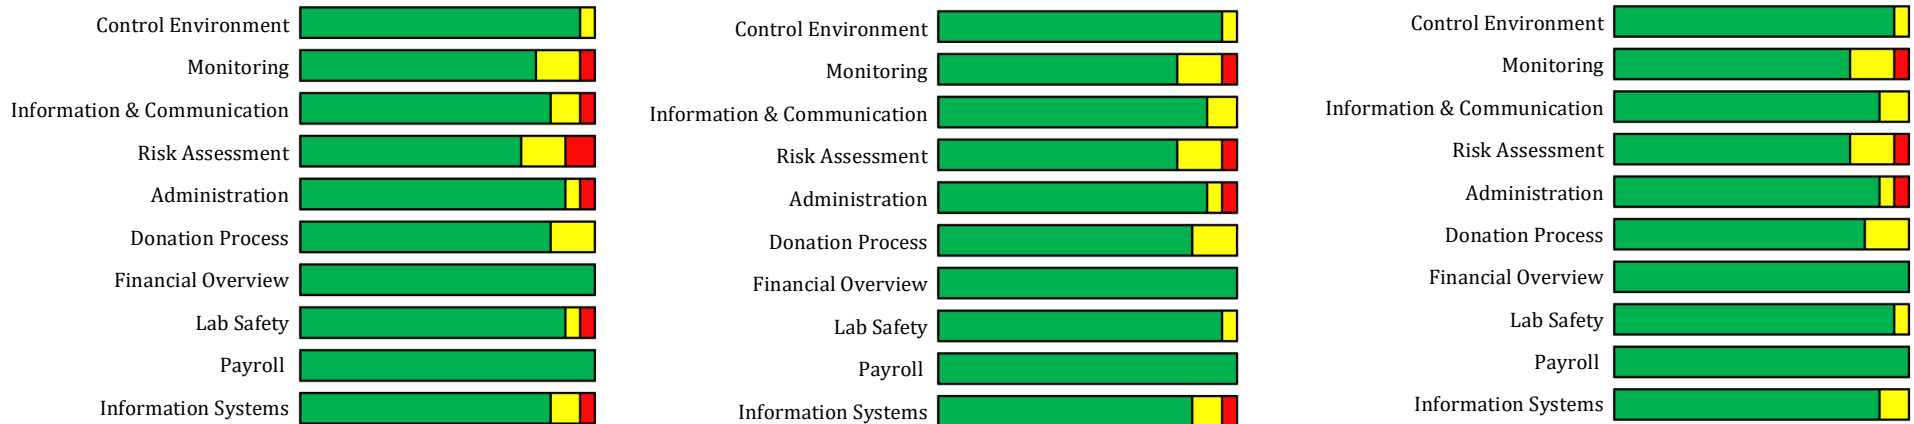 Control Environment
Monitoring
Information & Communication
Risk Assessment
Administration
Donation Process
Financial Overview
Lab Safety
Payroll
Information Systems
Control Environment
Monitoring
Information & Communication
Risk Assessment
Administration
Donation Process
Financial Overview
Lab Safety
Payroll
Information Systems
Control Environment
Monitoring
Information & Communication
Risk Assessment
Administration
Donation Process
Financial Overview
Lab Safety
Payroll
Information Systems